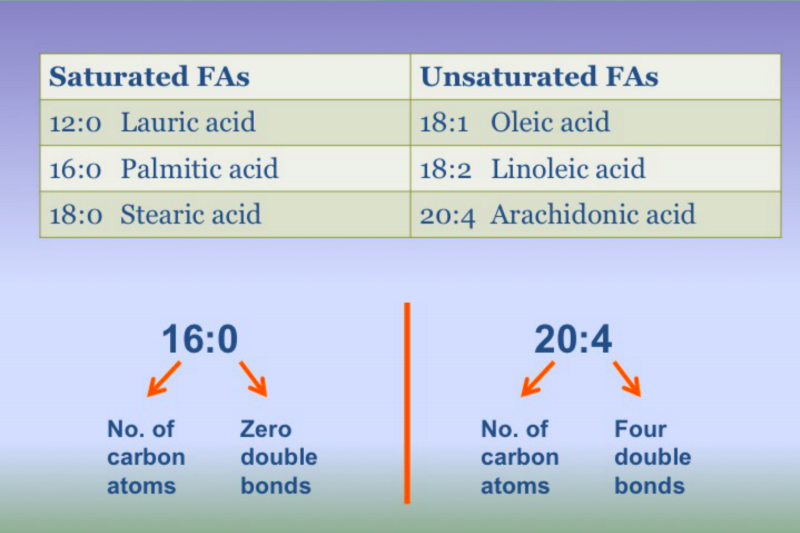 Saturated FAs Unsaturated FAs
12:0 Lauric acid 18:1 Oleic acid
16:0 Palmitic acid 18:2 Linoleic acid
18:0 Stearic acid 20:4 Arachidonic acid
16:0 20:4
No. of Zero No. of Four
carbon double carbon double
atoms bonds atoms bonds